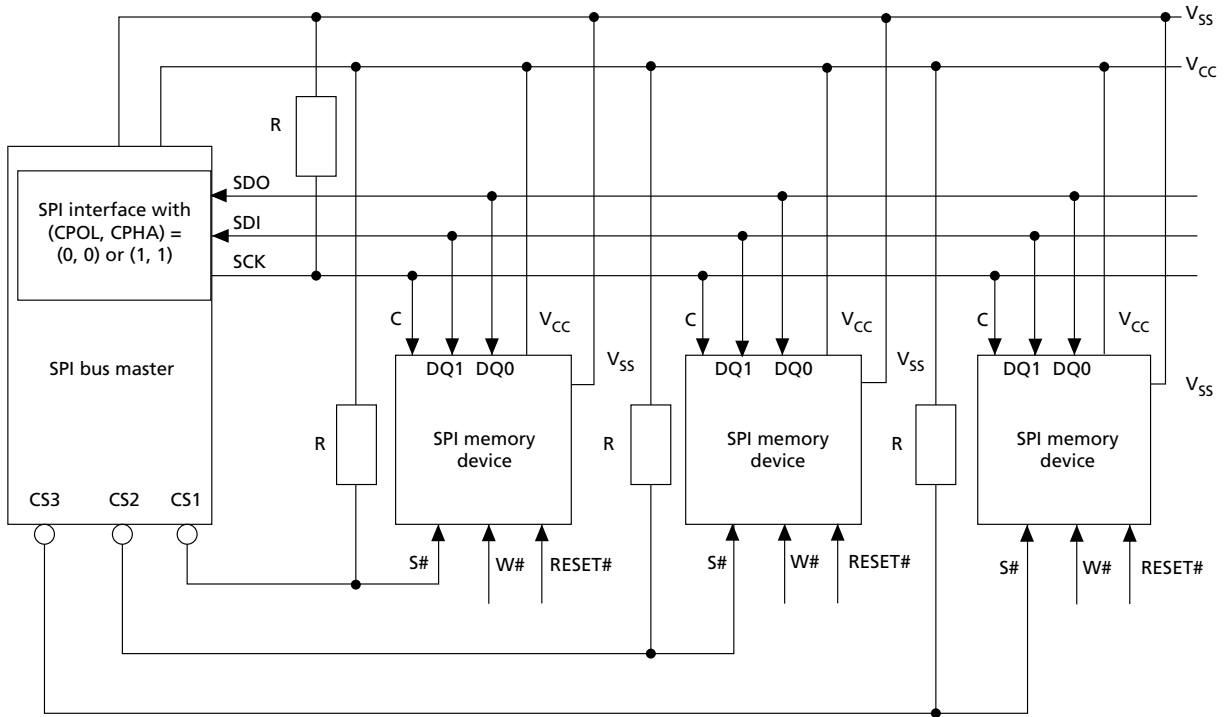 VSS
VCC
R
SDO
SPI interface with
(CPOL, CPHA) =
(0, 0) or (1, 1)
SDI
SCK
SPI bus master
C
VCC
VSS
DQ1 DQ0
SPI memory
device
R
C
VCC
VSS
DQ1 DQ0
SPI memory
device
R
C
VCC
VSS
DQ1 DQ0
SPI memory
device
R
CS3 CS2 CS1
S# W# RESET#
S# W# RESET#
S# W# RESET#